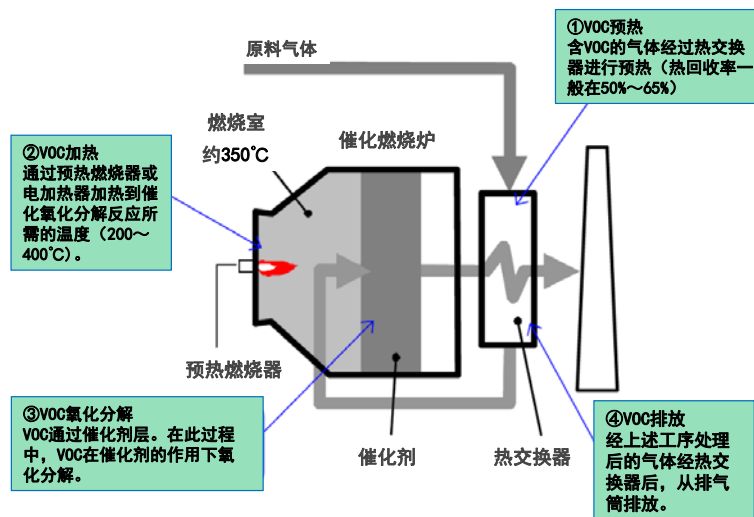 ①VOC预热
含VOC的气体经过热交换
器进行预热（热回收率一
般在50%～65%）
原料气体
燃烧室
约350℃
催化燃烧炉
②VOC加热
通过预热燃烧器或
电加热器加热到催
化氧化分解反应所
需的温度（200～
400℃）。
预热燃烧器
③VOC氧化分解
VOC通过催化剂层。在此过程
中，VOC在催化剂的作用下氧
化分解。
催化剂
热交换器
④VOC排放
经上述工序处理
后的气体经热交
换器后，从排气
筒排放。